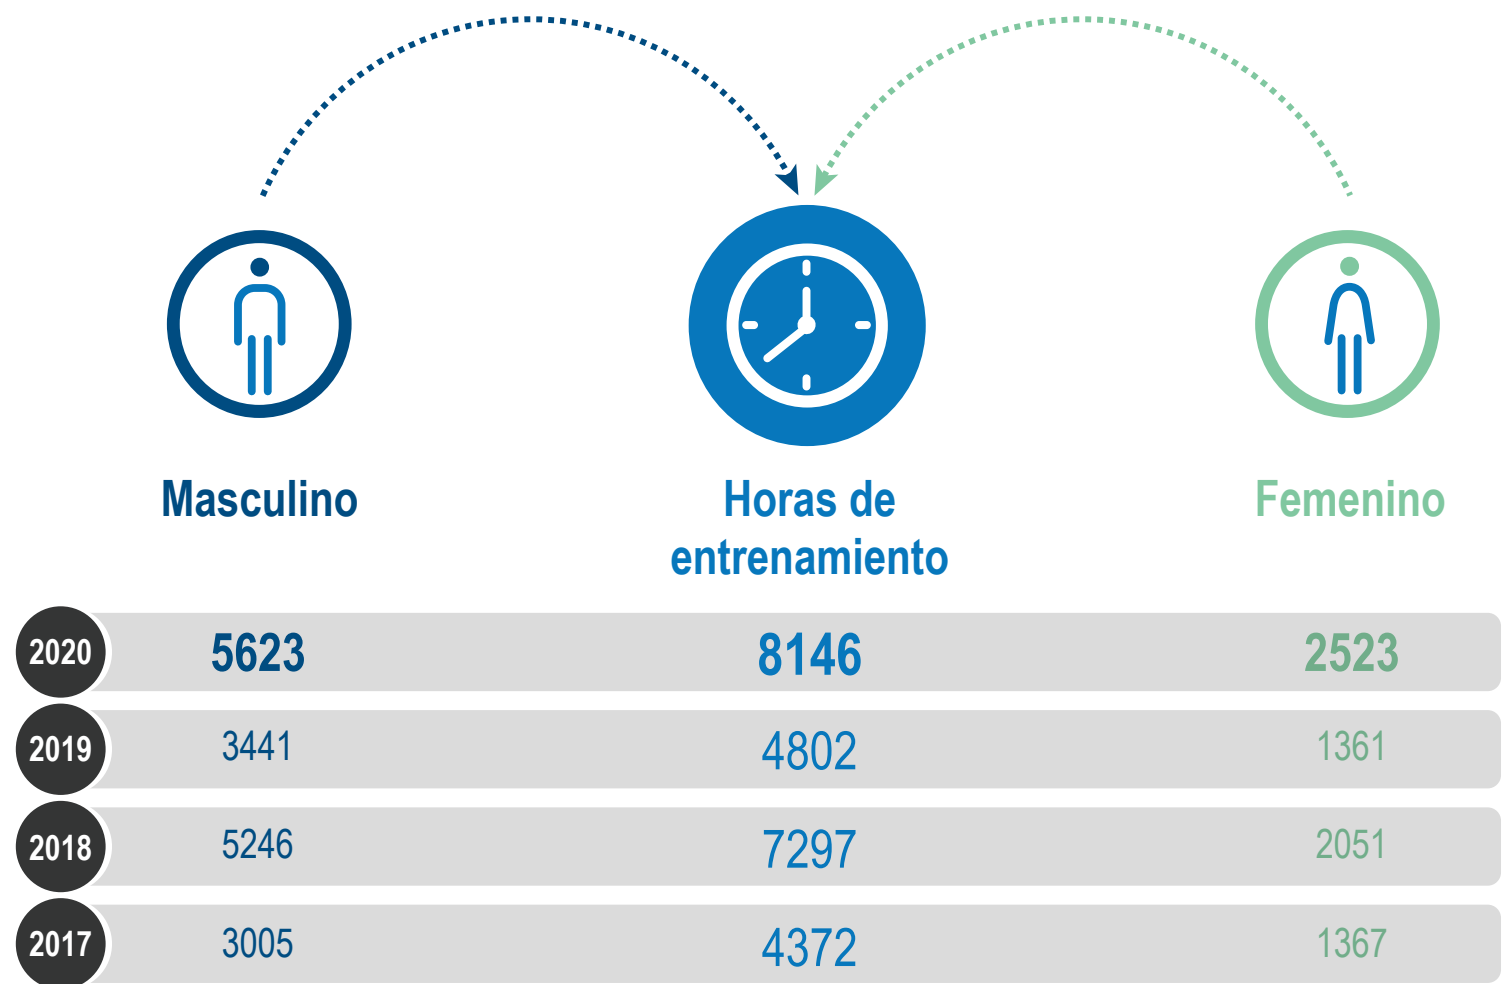 Masculino
Horas de
entrenamiento
Femenino
2020 5623 8146 2523
2019 3441 4802 1361
2018 5246 7297 2051
2017 3005 4372 1367